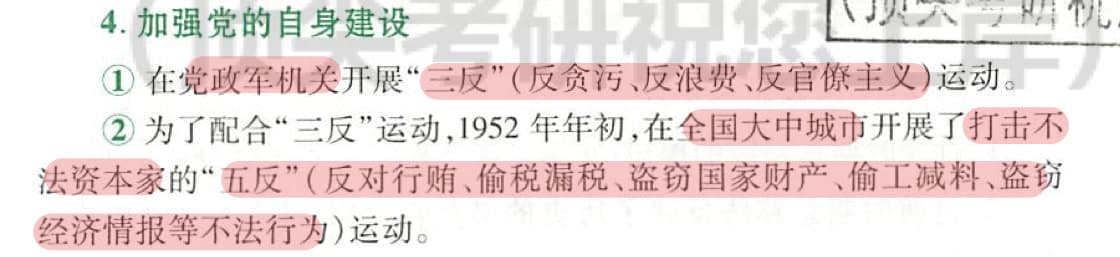 4. 加强党的自身建设
① 在党政军机关开展“三反”(反贪污、反浪费、反官僚主义)运动。
② 为了配合“三反”运动,1952 年年初,在全国大中城市开展了打击不
法资本家的“五反”(反对行贿、偷税漏税、盗窃国家财产、偷工减料、盗窃
经济情报等不法行为)运动。